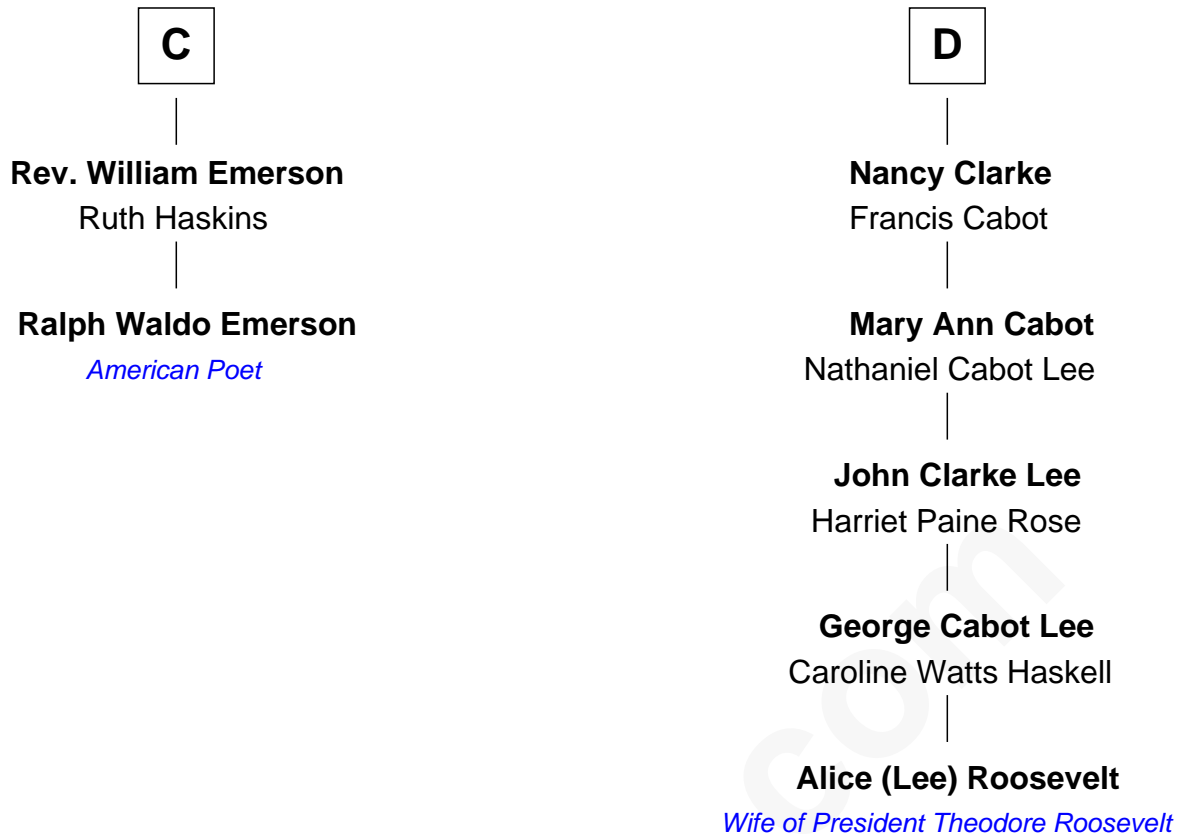 C
Rev. William Emerson
Ruth Haskins
Ralph Waldo Emerson
American Poet
D
Nancy Clarke
Francis Cabot
Mary Ann Cabot
Nathaniel Cabot Lee
John Clarke Lee
Harriet Paine Rose
George Cabot Lee
Caroline Watts Haskell
Alice (Lee) Roosevelt
Wife of President Theodore Roosevelt
com